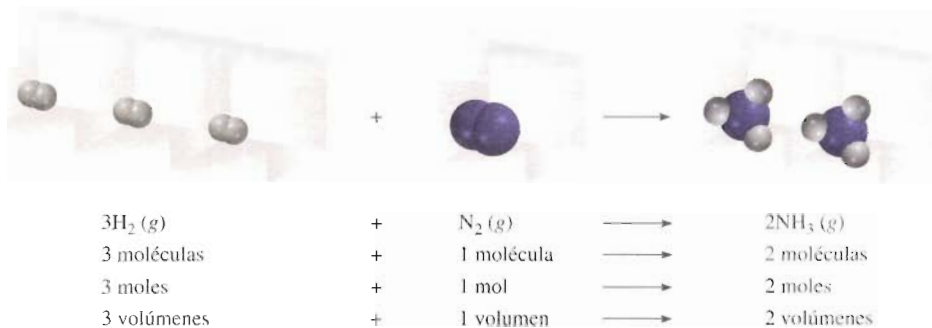 + ⟶
3H₂ (g) + N₂ (g) ⟶ 2NH₃ (g)
3 moléculas + 1 molécula ⟶ 2 moléculas
3 moles + 1 mol ⟶ 2 moles
3 volúmenes + 1 volumen ⟶ 2 volúmenes